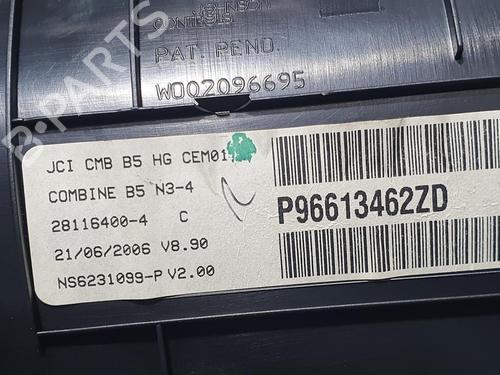 JOHNSON
CONTROLS
PAT. PEND.
W002096695
B-PARTS
JCI CMB B5 HG CEM01
COMBINE B5 N3-4
28116400-4 C
21/06/2006 V8.90
NS6231099-P V2.00
P96613462ZD